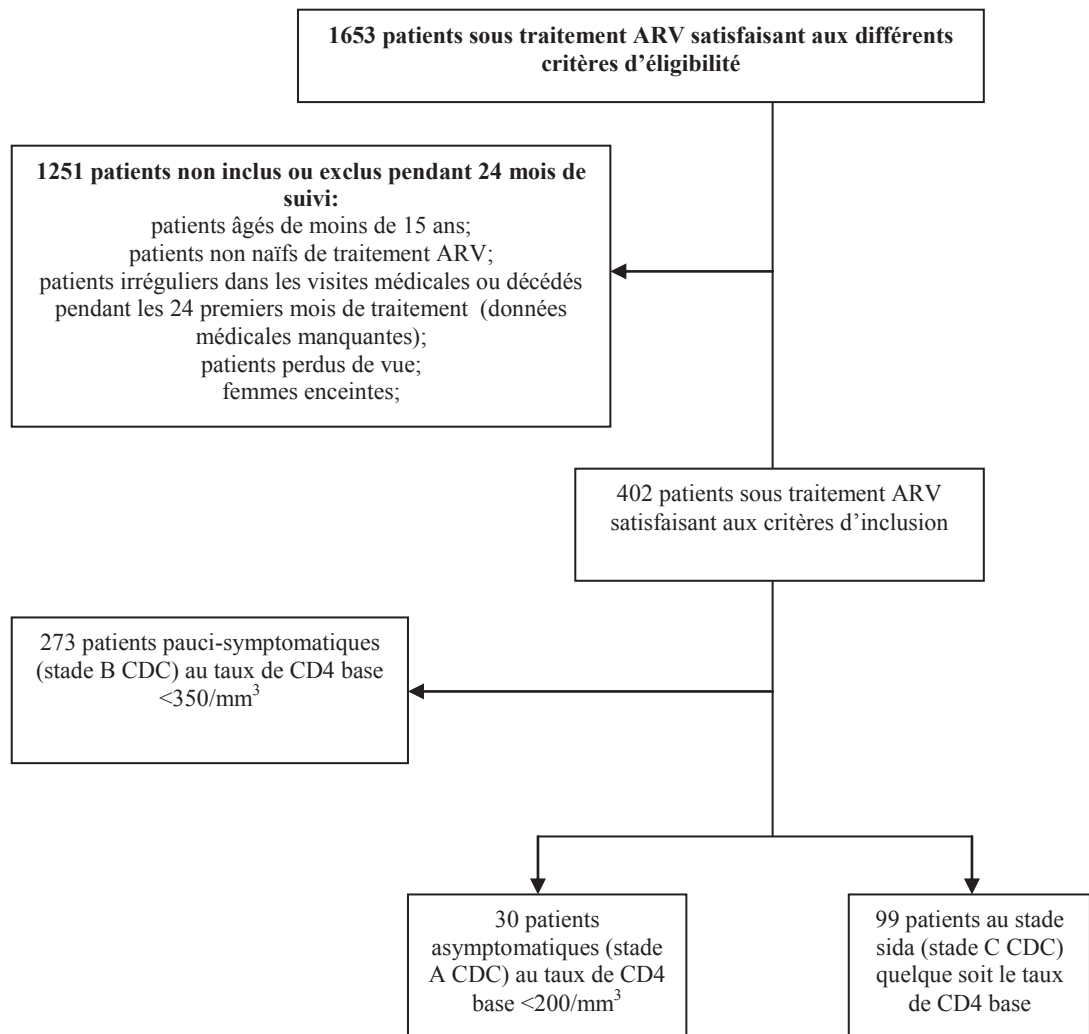 1653 patients sous traitement ARV satisfaisant aux différents
critères d’éligibilité
1251 patients non inclus ou exclus pendant 24 mois de
suivi:
patients âgés de moins de 15 ans;
patients non naïfs de traitement ARV;
patients irréguliers dans les visites médicales ou décédés
pendant les 24 premiers mois de traitement (données
médicales manquantes);
patients perdus de vue;
femmes enceintes;
402 patients sous traitement ARV
satisfaisant aux critères d’inclusion
273 patients pauci-symptomatiques
(stade B CDC) au taux de CD4 base
<350/mm³
30 patients
asymptomatiques (stade
A CDC) au taux de CD4
base <200/mm³
99 patients au stade
sida (stade C CDC)
quelque soit le taux
de CD4 base